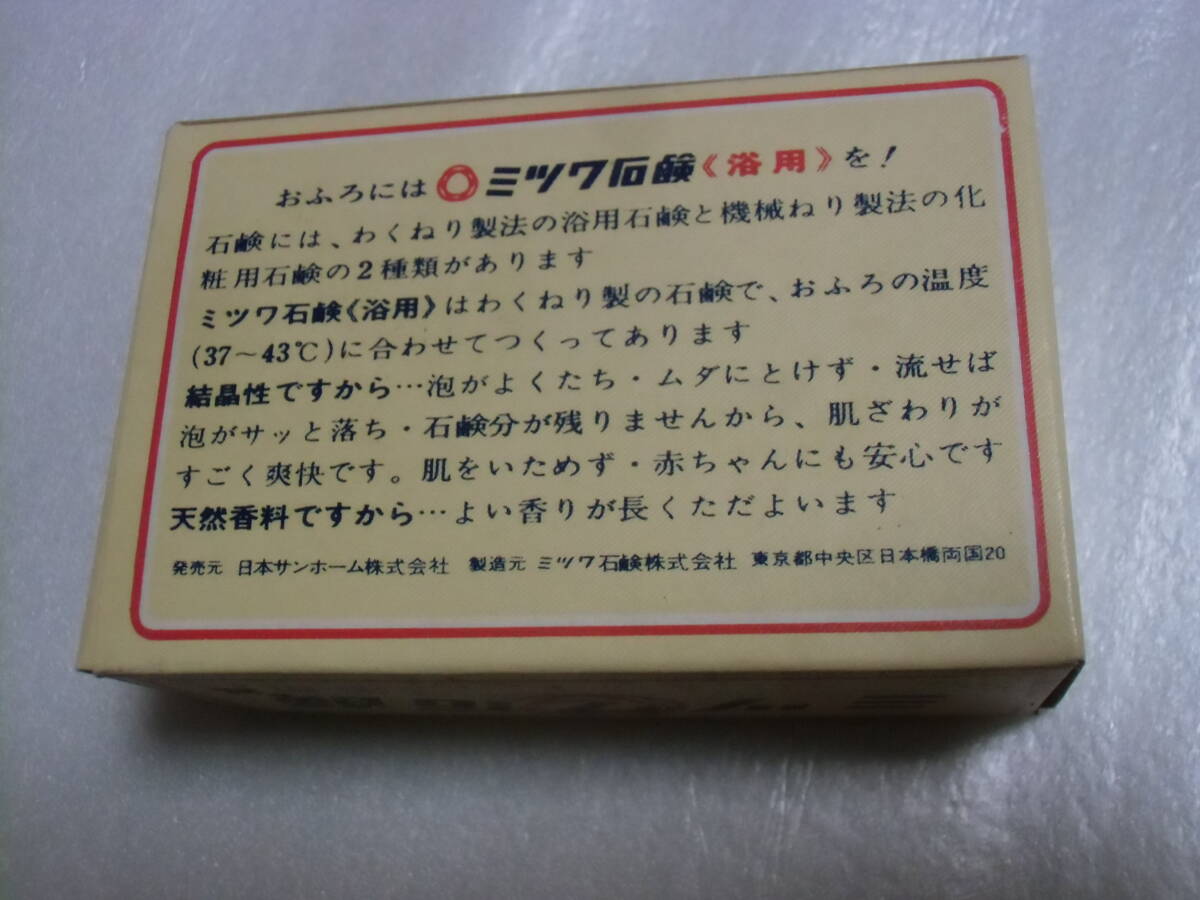 おふろには ミツワ石鹸《浴用》を!
石鹸には、わくねり製法の浴用石鹸と機械ねり製法の化
粧用石鹸の2種類があります
ミツワ石鹸《浴用》はわくねり製の石鹸で、おふろの温度
(37~43℃)に合わせてつくってあります
結晶性ですから…泡がよくたち・ムダにとけず・流せば
泡がサッと落ち・石鹸分が残りませんから、肌ざわりが
すごく爽快です。肌をいためず・赤ちゃんにも安心です
天然香料ですから…よい香りが長くただよいます
発売元 日本サンホーム株式会社 製造元 ミツワ石鹸株式会社 東京都中央区日本橋両国20